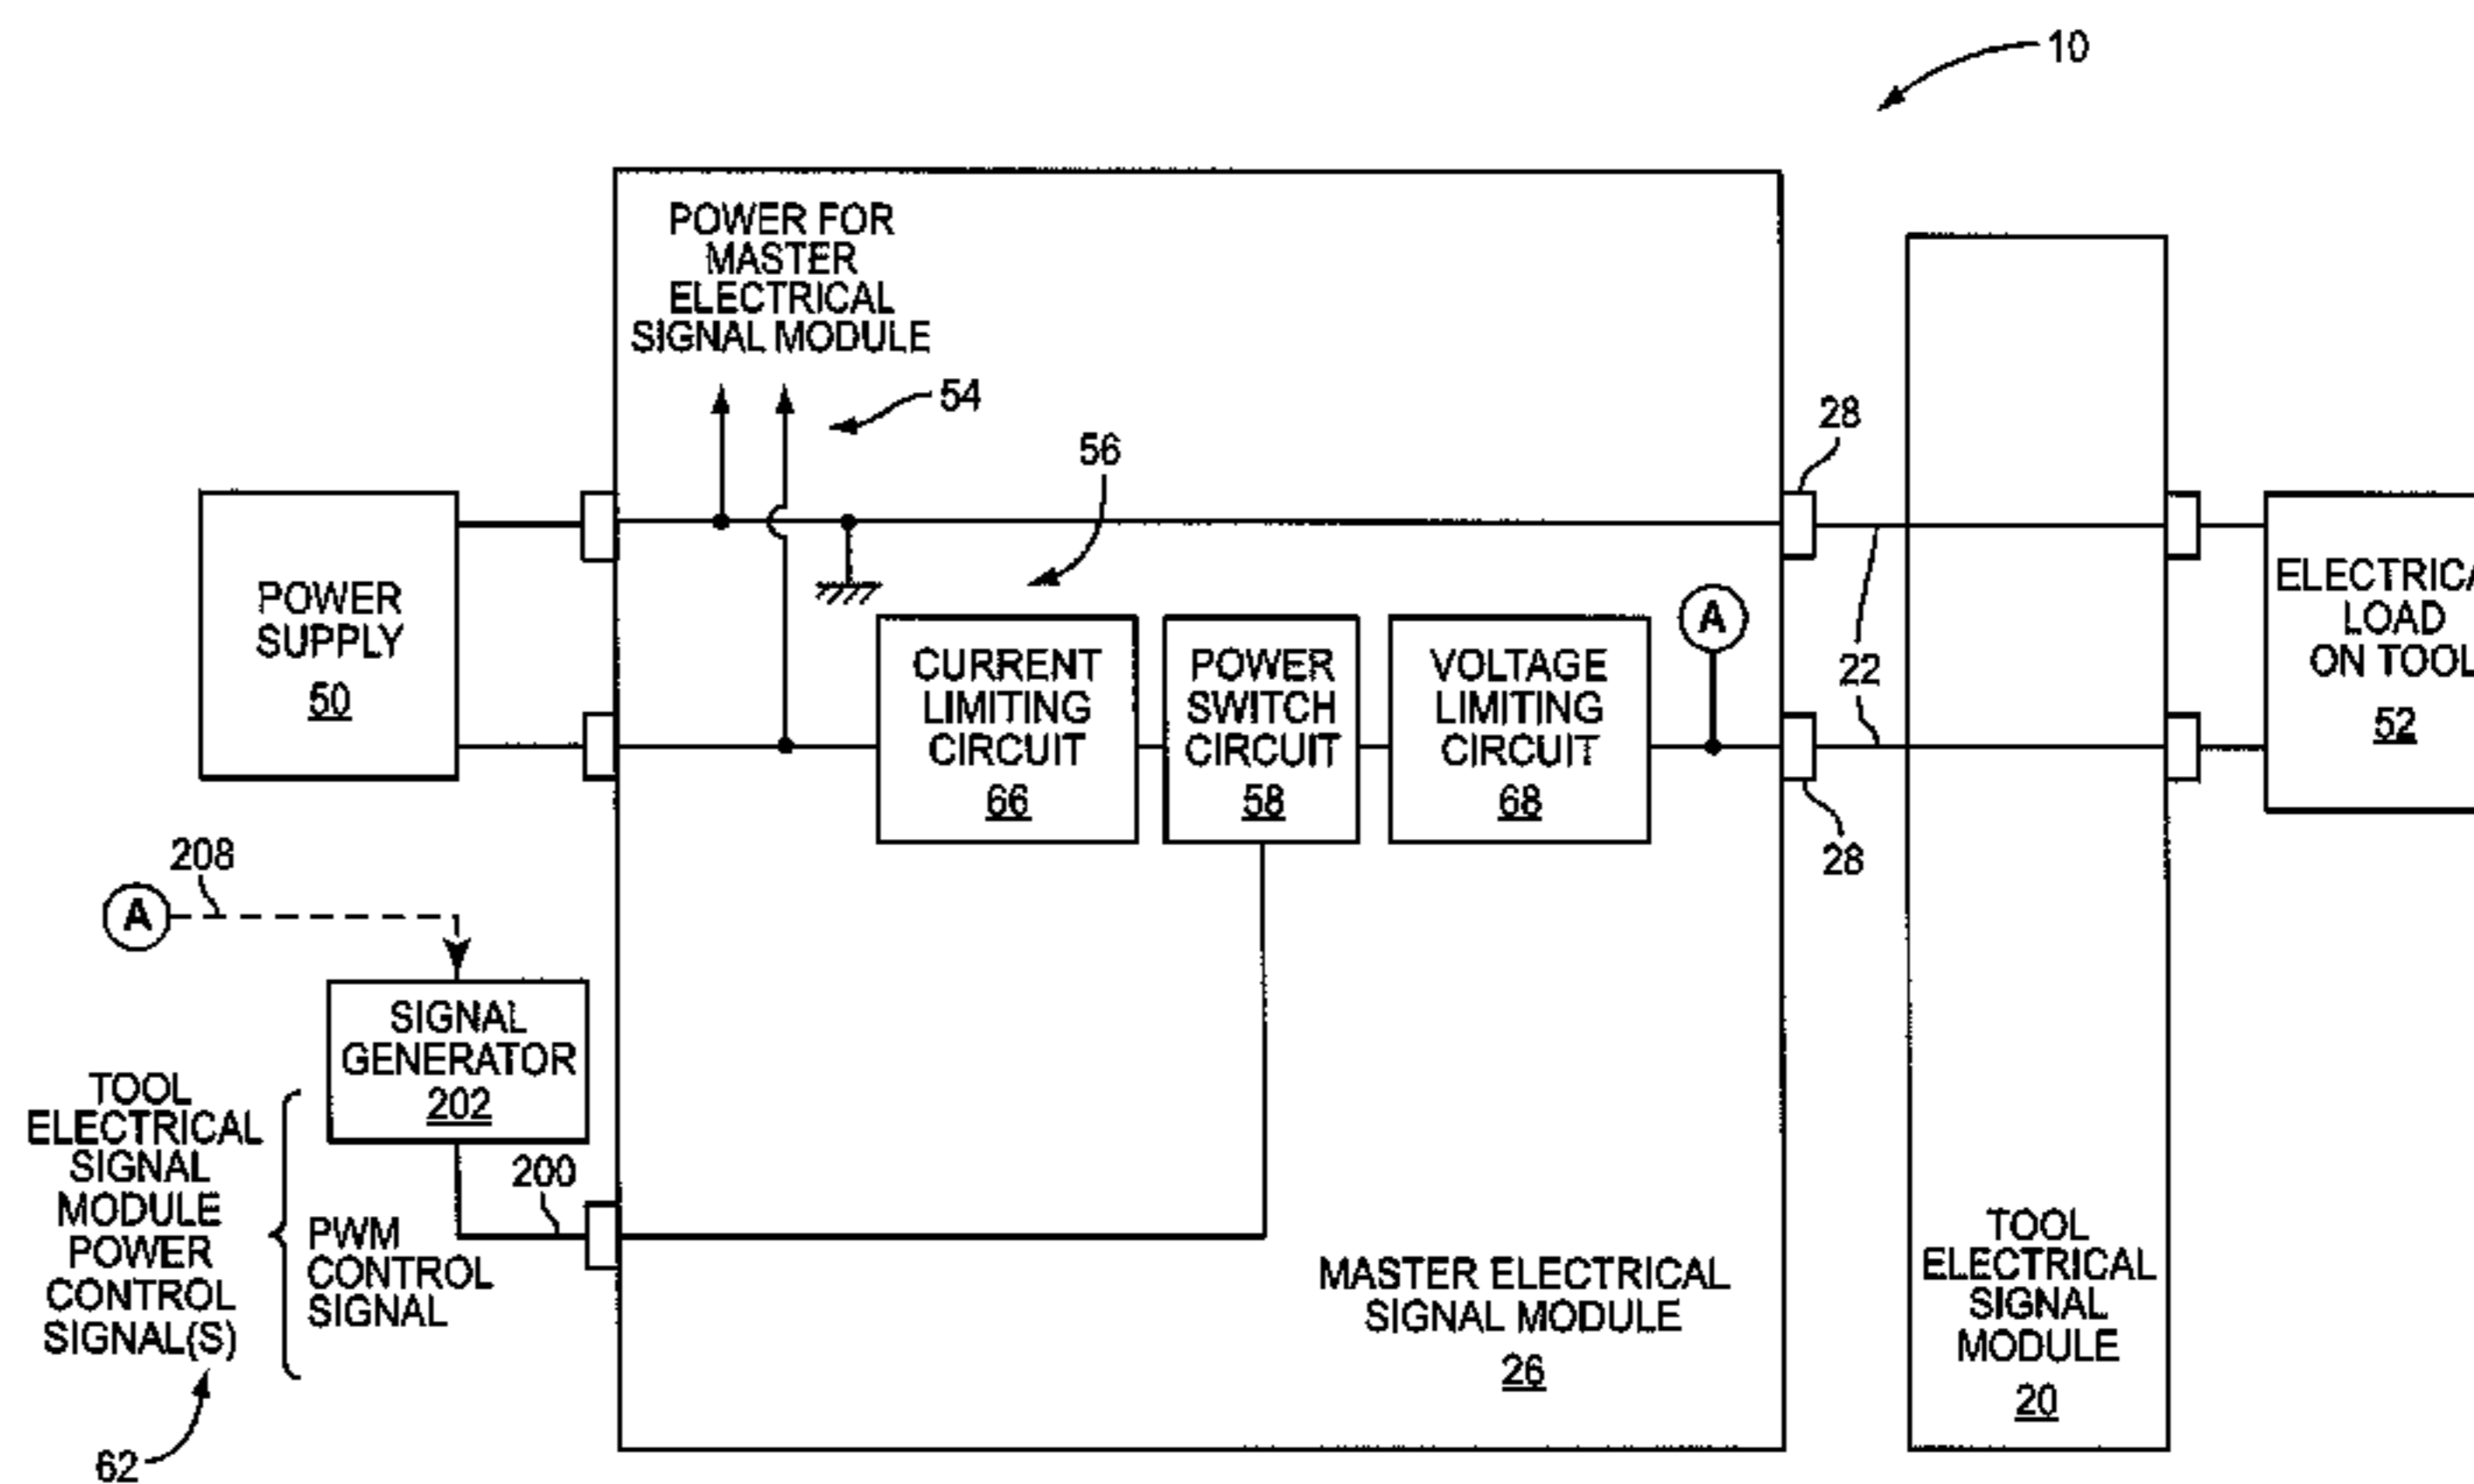 10
POWER FOR
MASTER
ELECTRICAL
SIGNAL MODULE
54
56
28
POWER
SUPPLY
50
CURRENT
LIMITING
CIRCUIT
66
POWER
SWITCH
CIRCUIT
58
VOLTAGE
LIMITING
CIRCUIT
68
A
22
28
ELECTRICA
LOAD
ON TOOL
52
208
A
SIGNAL
GENERATOR
202
200
TOOL
ELECTRICAL
SIGNAL
MODULE
POWER
CONTROL
SIGNAL(S)
PWM
CONTROL
SIGNAL
62
MASTER ELECTRICAL
SIGNAL MODULE
26
TOOL
ELECTRICAL
SIGNAL
MODULE
20